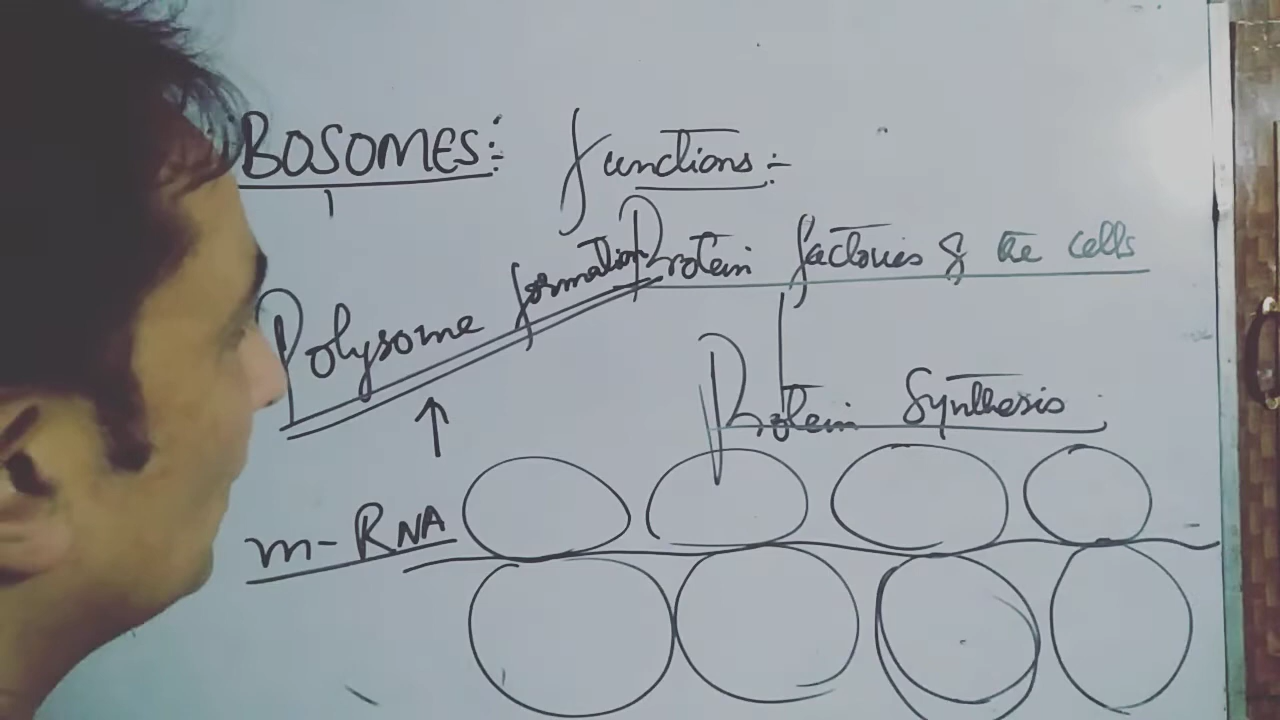 BOSOMES:- Functions:-
Protein factories of the cells
Polysome formation
Protein Synthesis
m-RNA